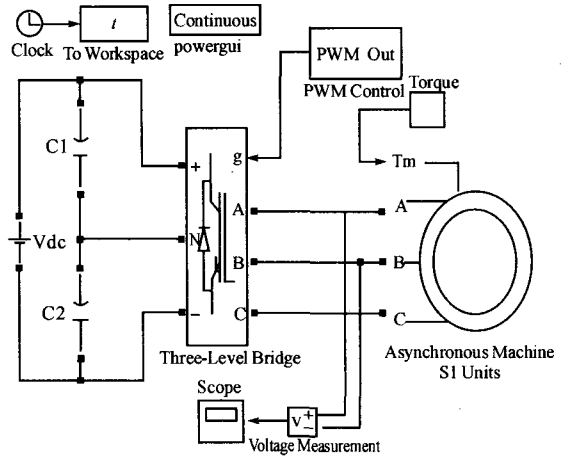 Clock
t
To Workspace
Continuous
powergui
PWM Out
PWM Control
Torque
C1
+
g
Tm
A
A
Vdc
N
B
B
C2
−
C
C
Three-Level Bridge
Asynchronous Machine
S1 Units
Scope
v
+
−
Voltage Measurement